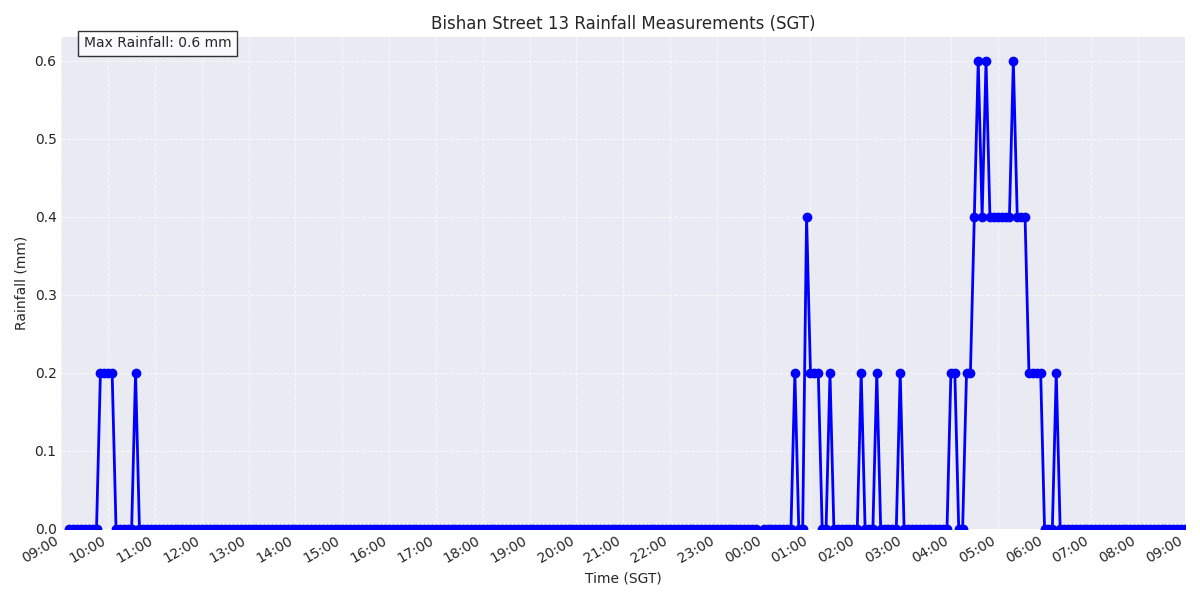 Bishan Street 13 Rainfall Measurements (SGT)
Max Rainfall: 0.6 mm
0.6
0.5
0.4
0.3
0.2
0.1
0.0
Rainfall (mm)
09:00 10:00 11:00 12:00 13:00 14:00 15:00 16:00 17:00 18:00 19:00 20:00 21:00 22:00 23:00 00:00 01:00 02:00 03:00 04:00 05:00 06:00 07:00 08:00 09:00
Time (SGT)